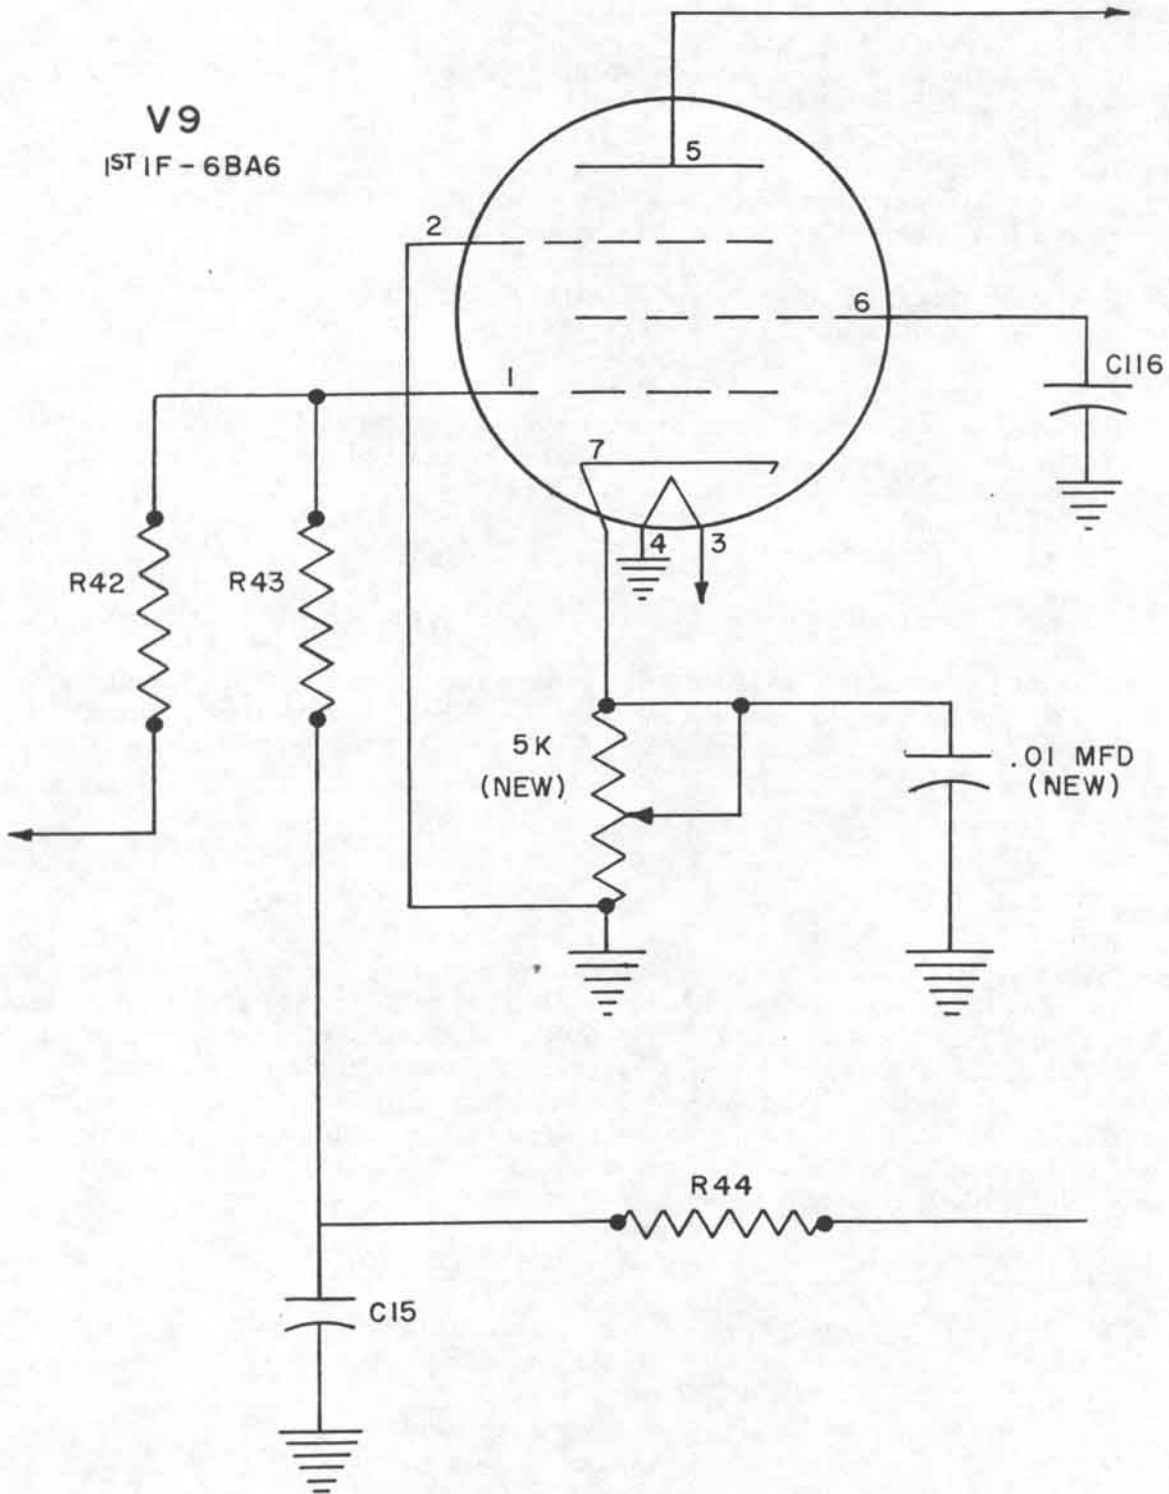 V9
1ST IF - 6BA6
5
2
6
1
C116
7
4
3
R42
R43
5K
(NEW)
.01 MFD
(NEW)
R44
C15